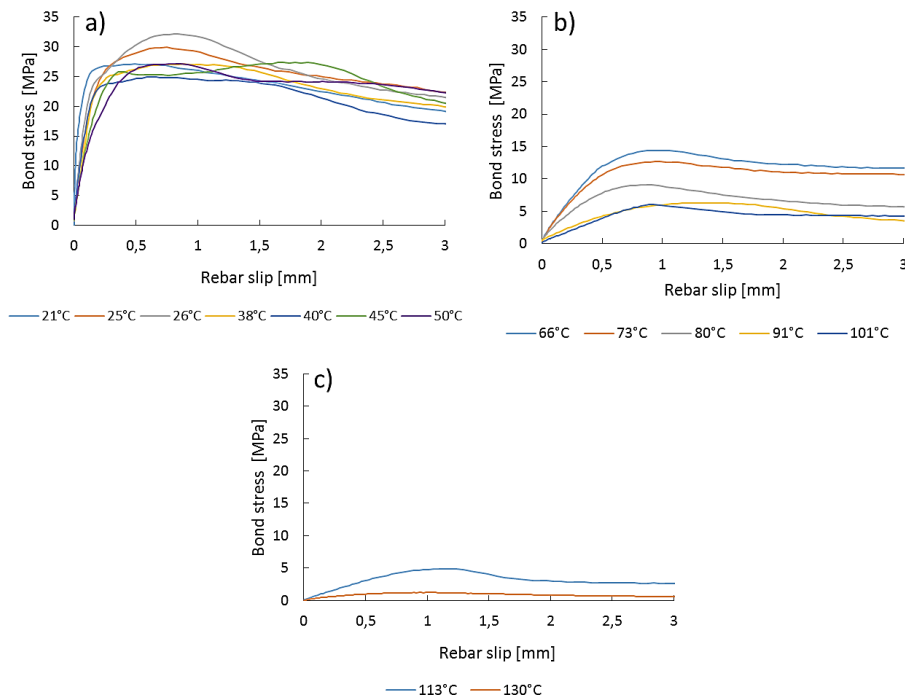 a)
Bond stress [MPa]
35
30
25
20
15
10
5
0
0 0,5 1 1,5 2 2,5 3
Rebar slip [mm]
21°C 25°C 26°C 38°C 40°C 45°C 50°C
b)
Bond stress [MPa]
35
30
25
20
15
10
5
0
0 0,5 1 1,5 2 2,5 3
Rebar slip [mm]
66°C 73°C 80°C 91°C 101°C
c)
Bond stress [MPa]
35
30
25
20
15
10
5
0
0 0,5 1 1,5 2 2,5 3
Rebar slip [mm]
113°C 130°C